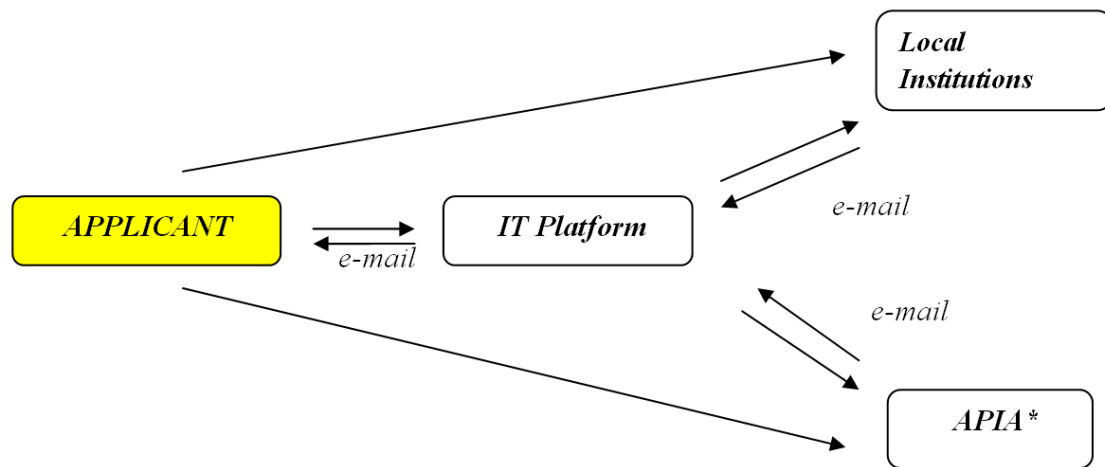 Local
Institutions
APPLICANT
IT Platform
e-mail
e-mail
e-mail
APIA*